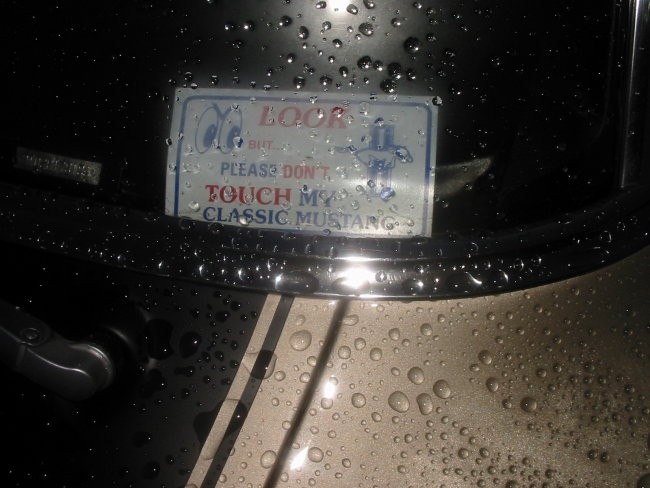 LOOK
BUT
PLEASE DON'T
TOUCH MY
CLASSIC MUSTANG